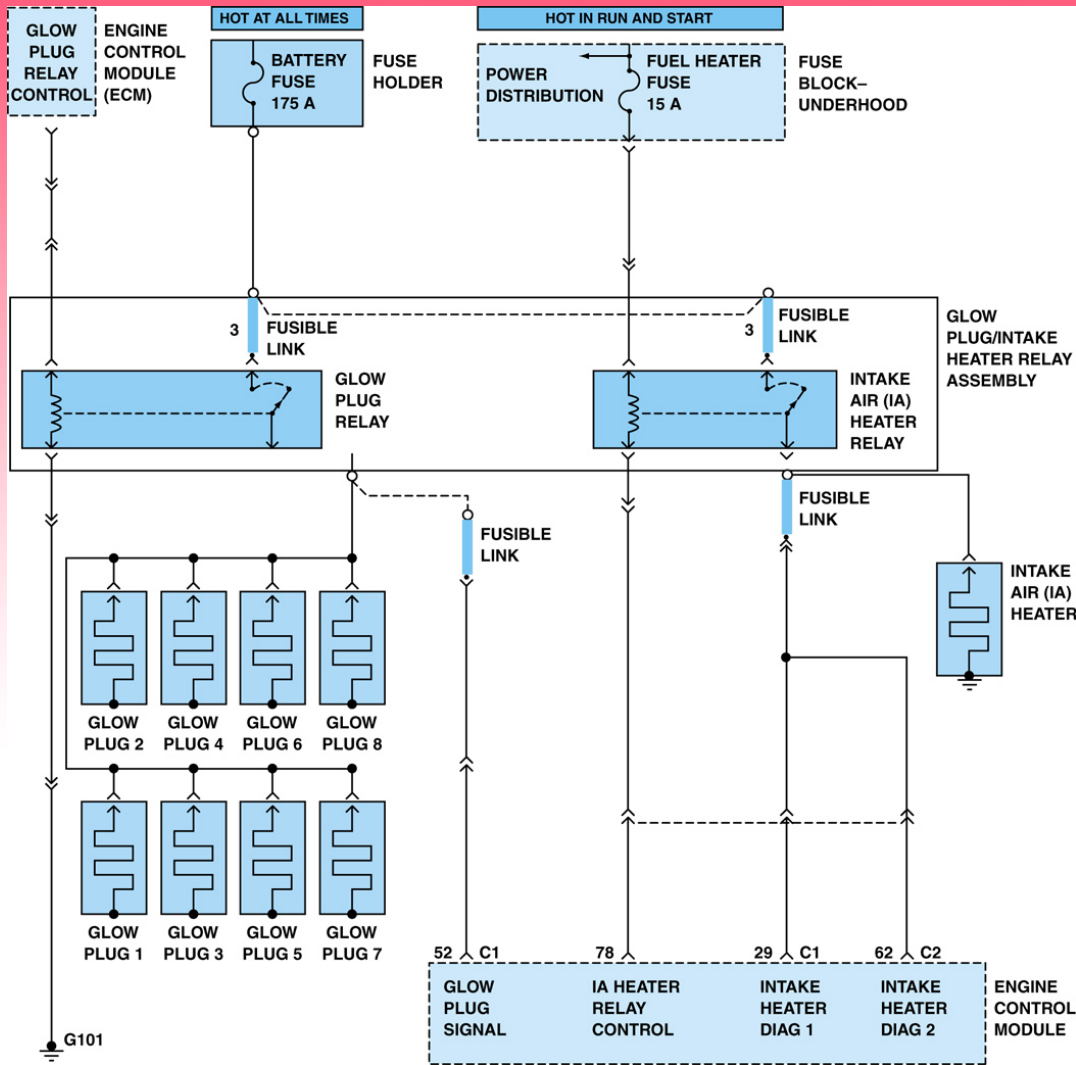 GLOW
PLUG
RELAY
CONTROL
ENGINE
CONTROL
MODULE
(ECM)
HOT AT ALL TIMES
BATTERY
FUSE
175 A
FUSE
HOLDER
HOT IN RUN AND START
POWER
DISTRIBUTION
FUEL HEATER
FUSE
15 A
FUSE
BLOCK–
UNDERHOOD
3
FUSIBLE
LINK
3
FUSIBLE
LINK
GLOW
PLUG/INTAKE
HEATER RELAY
ASSEMBLY
GLOW
PLUG
RELAY
INTAKE
AIR (IA)
HEATER
RELAY
FUSIBLE
LINK
FUSIBLE
LINK
INTAKE
AIR (IA)
HEATER
GLOW
PLUG 2
GLOW
PLUG 4
GLOW
PLUG 6
GLOW
PLUG 8
GLOW
PLUG 1
GLOW
PLUG 3
GLOW
PLUG 5
GLOW
PLUG 7
52 C1
78
29 C1
62 C2
GLOW
PLUG
SIGNAL
IA HEATER
RELAY
CONTROL
INTAKE
HEATER
DIAG 1
INTAKE
HEATER
DIAG 2
ENGINE
CONTROL
MODULE
G101